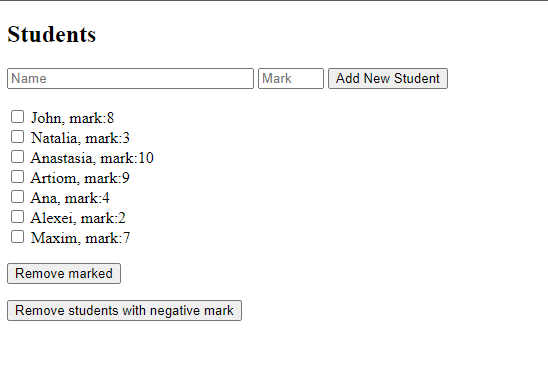 Students
Name Mark Add New Student
John, mark:8
Natalia, mark:3
Anastasia, mark:10
Artiom, mark:9
Ana, mark:4
Alexei, mark:2
Maxim, mark:7
Remove marked
Remove students with negative mark